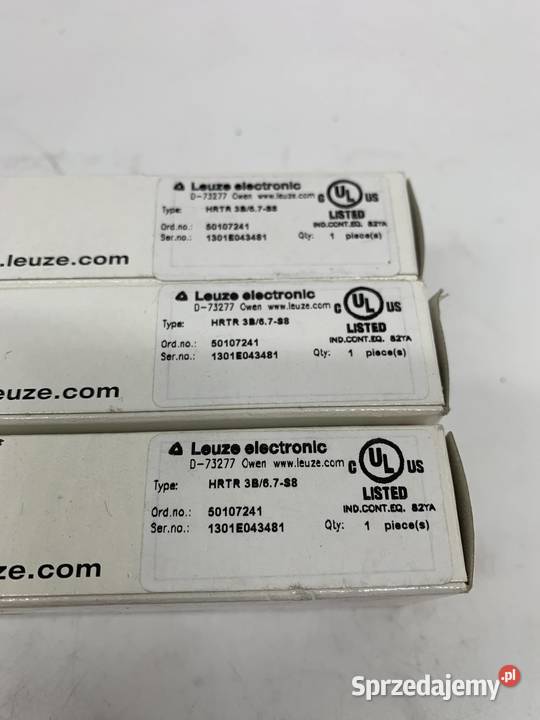 Leuze electronic
D-73277 Owen www.leuze.com
Type: HRTR 3B/6.7-S8
Ord.no.: 50107241
Ser.no.: 1301E043481
C UL US
LISTED
IND.CONT.EQ. 82YA
Qty: 1 piece(s)
.leuze.com
Leuze electronic
D-73277 Owen www.leuze.com
Type: HRTR 3B/6.7-S8
Ord.no.: 50107241
Ser.no.: 1301E043481
C UL US
LISTED
IND.CONT.EQ. 82YA
Qty: 1 piece(s)
euze.com
Leuze electronic
D-73277 Owen www.leuze.com
Type: HRTR 3B/6.7-S8
Ord.no.: 50107241
Ser.no.: 1301E043481
C UL US
LISTED
IND.CONT.EQ. 82YA
Qty: 1 piece(s)
ze.com
Sprzedajemy.pl